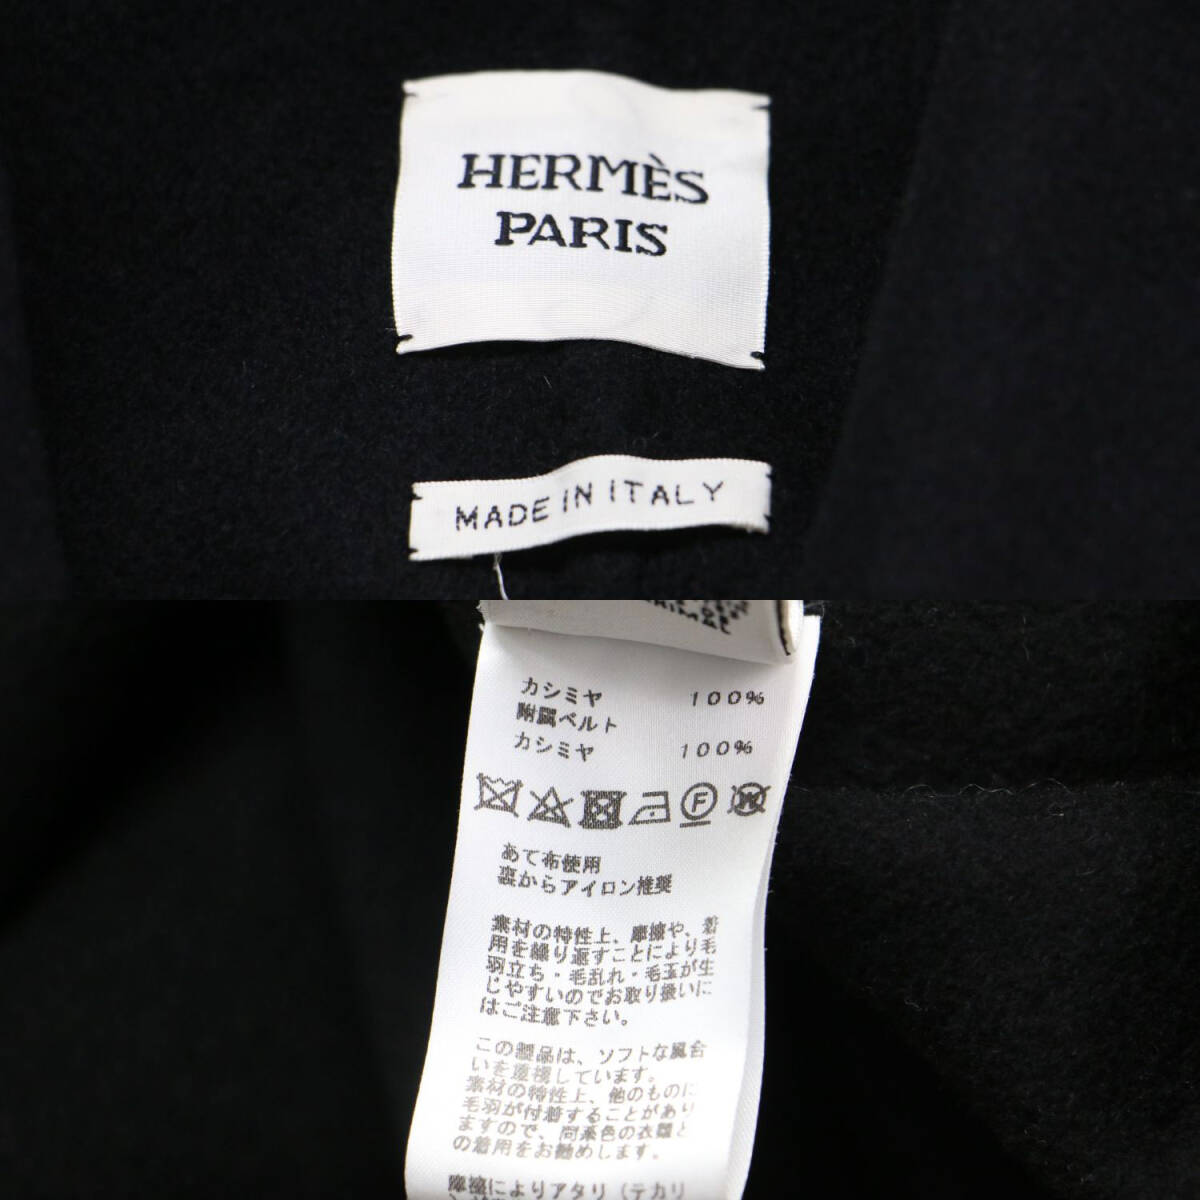 HERMÈS
PARIS
MADE IN ITALY
カシミヤ 100%
附属ベルト
カシミヤ 100%
F
W
あて布使用
裏からアイロン推奨
素材の特性上、摩擦や、着
用を繰り返すことにより毛
羽立ち・毛乱れ・毛玉が生
じやすいのでお取り扱いに
はご注意下さい。
この製品は、ソフトな風合
いを重視しています。
素材の特性上、他のものに
毛羽が付着することがあり
ますので、同系色の衣類と
の着用をお勧めします。
摩擦によりアタリ(テカリ